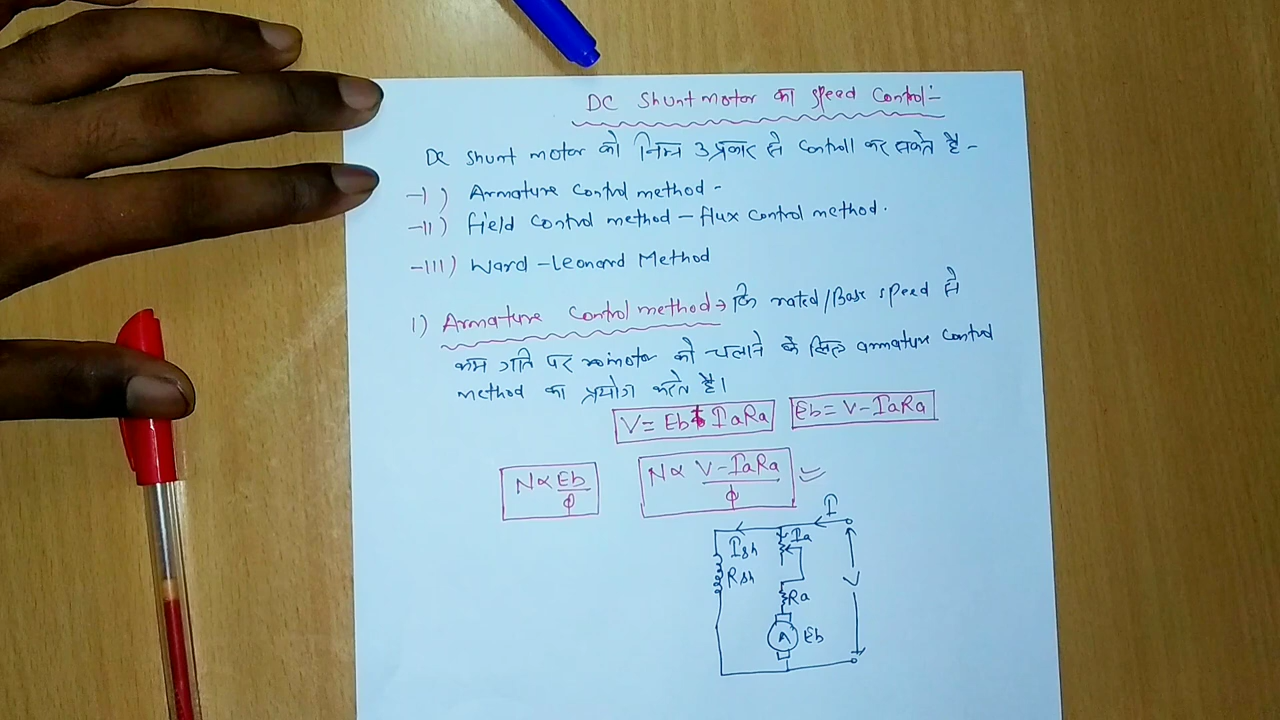 DC Shunt motor का speed Control:-
DC shunt motor को निम्न 3 प्रकार से controll कर सकते है -
-I) Armature Control method -
-II) field Control method - flux control method.
-III) Ward - Leonard Method
1) Armature Control method → rated/Base speed से
कम गति पर motor को चलाने के लिए armature control
method का प्रयोग करते है।
V = Eb + IaRa Eb = V - IaRa
N ∝ Eb/ϕ N ∝ V - IaRa/ϕ
I
Ia
Ish
Rsh
V
Ra
A Eb